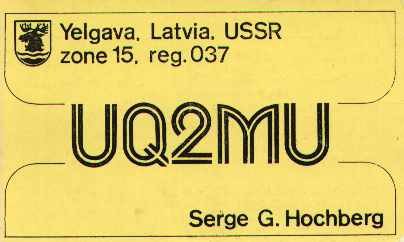 Yelgava, Latvia, USSR
zone 15, reg. 037
UQ2MU
Serge G. Hochberg